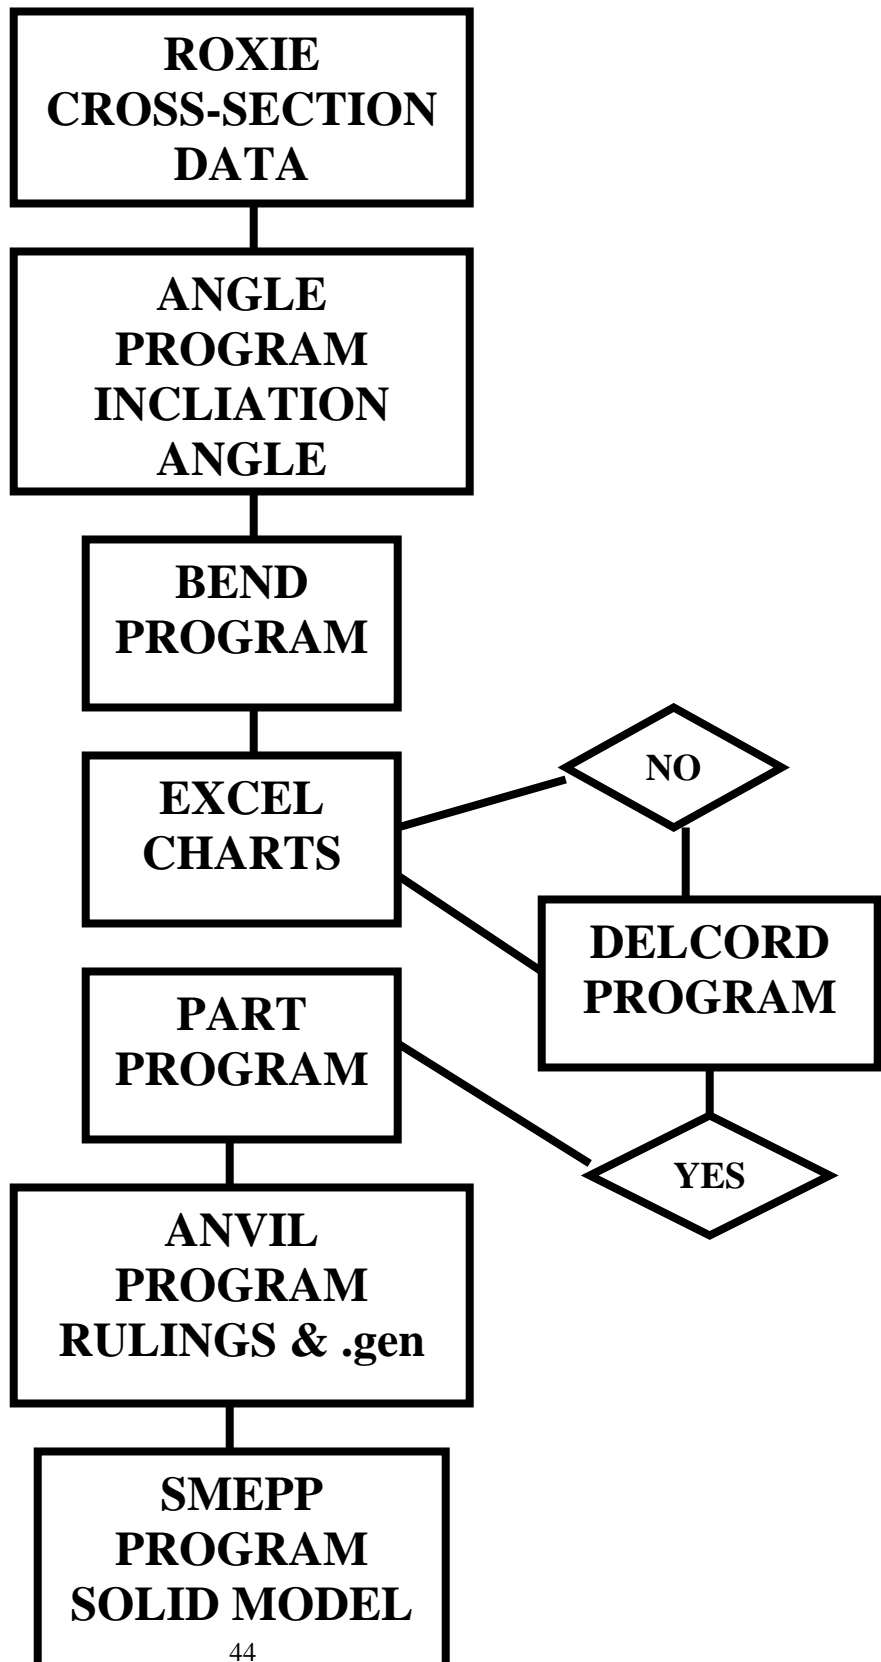 ROXIE
CROSS-SECTION
DATA
ANGLE
PROGRAM
INCLIATION
ANGLE
BEND
PROGRAM
EXCEL
CHARTS
NO
DELCORD
PROGRAM
PART
PROGRAM
YES
ANVIL
PROGRAM
RULINGS & .gen
SMEPP
PROGRAM
SOLID MODEL
44